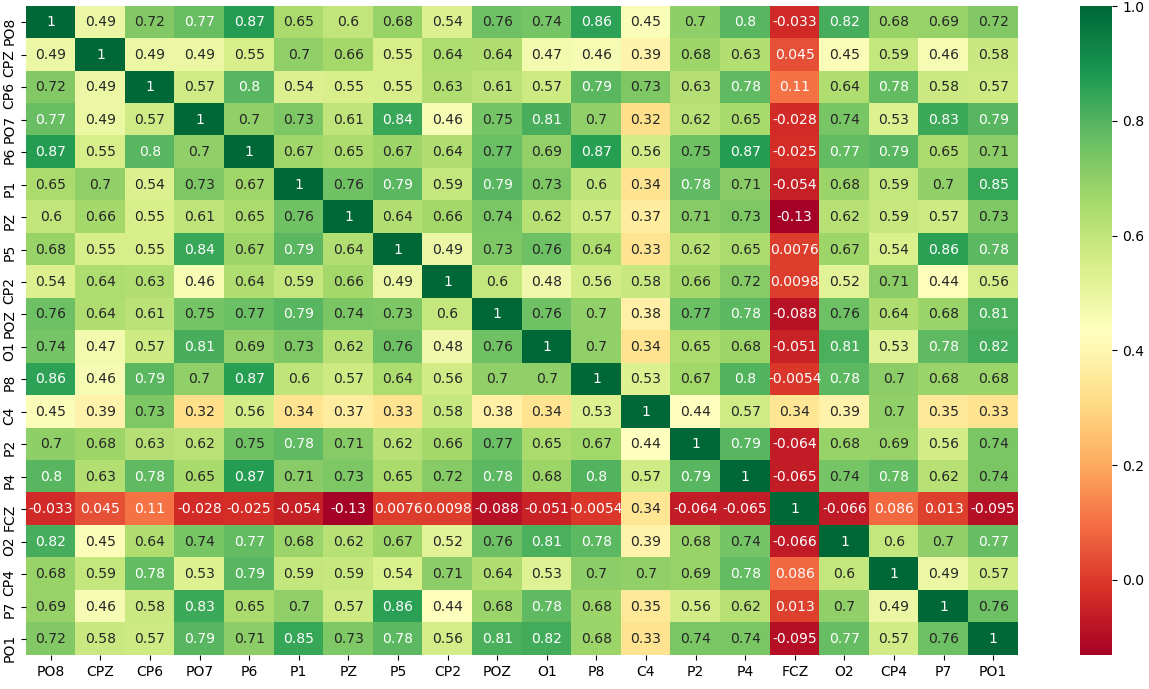 PO8 1 0.49 0.72 0.77 0.87 0.65 0.6 0.68 0.54 0.76 0.74 0.86 0.45 0.7 0.8 -0.033 0.82 0.68 0.69 0.72
CPZ 0.49 1 0.49 0.49 0.55 0.7 0.66 0.55 0.64 0.64 0.47 0.46 0.39 0.68 0.63 0.045 0.45 0.59 0.46 0.58
CP6 0.72 0.49 1 0.57 0.8 0.54 0.55 0.55 0.63 0.61 0.57 0.79 0.73 0.63 0.78 0.11 0.64 0.78 0.58 0.57
PO7 0.77 0.49 0.57 1 0.7 0.73 0.61 0.84 0.46 0.75 0.81 0.7 0.32 0.62 0.65 -0.028 0.74 0.53 0.83 0.79
P6 0.87 0.55 0.8 0.7 1 0.67 0.65 0.67 0.64 0.77 0.69 0.87 0.56 0.75 0.87 -0.025 0.77 0.79 0.65 0.71
P1 0.65 0.7 0.54 0.73 0.67 1 0.76 0.79 0.59 0.79 0.73 0.6 0.34 0.78 0.71 -0.054 0.68 0.59 0.7 0.85
PZ 0.6 0.66 0.55 0.61 0.65 0.76 1 0.64 0.66 0.74 0.62 0.57 0.37 0.71 0.73 -0.13 0.62 0.59 0.57 0.73
P5 0.68 0.55 0.55 0.84 0.67 0.79 0.64 1 0.49 0.73 0.76 0.64 0.33 0.62 0.65 0.0076 0.67 0.54 0.86 0.78
CP2 0.54 0.64 0.63 0.46 0.64 0.59 0.66 0.49 1 0.6 0.48 0.56 0.58 0.66 0.72 0.0098 0.52 0.71 0.44 0.56
POZ 0.76 0.64 0.61 0.75 0.77 0.79 0.74 0.73 0.6 1 0.76 0.7 0.38 0.77 0.78 -0.088 0.76 0.64 0.68 0.81
O1 0.74 0.47 0.57 0.81 0.69 0.73 0.62 0.76 0.48 0.76 1 0.7 0.34 0.65 0.68 -0.051 0.81 0.53 0.78 0.82
P8 0.86 0.46 0.79 0.7 0.87 0.6 0.57 0.64 0.56 0.7 0.7 1 0.53 0.67 0.8 -0.0054 0.78 0.7 0.68 0.68
C4 0.45 0.39 0.73 0.32 0.56 0.34 0.37 0.33 0.58 0.38 0.34 0.53 1 0.44 0.57 0.34 0.39 0.7 0.35 0.33
P2 0.7 0.68 0.63 0.62 0.75 0.78 0.71 0.62 0.66 0.77 0.65 0.67 0.44 1 0.79 -0.064 0.68 0.69 0.56 0.74
P4 0.8 0.63 0.78 0.65 0.87 0.71 0.73 0.65 0.72 0.78 0.68 0.8 0.57 0.79 1 -0.065 0.74 0.78 0.62 0.74
FCZ -0.033 0.045 0.11 -0.028 -0.025 -0.054 -0.13 0.0076 0.0098 -0.088 -0.051 -0.0054 0.34 -0.064 -0.065 1 -0.066 0.086 0.013 -0.095
O2 0.82 0.45 0.64 0.74 0.77 0.68 0.62 0.67 0.52 0.76 0.81 0.78 0.39 0.68 0.74 -0.066 1 0.6 0.7 0.77
CP4 0.68 0.59 0.78 0.53 0.79 0.59 0.59 0.54 0.71 0.64 0.53 0.7 0.7 0.69 0.78 0.086 0.6 1 0.49 0.57
P7 0.69 0.46 0.58 0.83 0.65 0.7 0.57 0.86 0.44 0.68 0.78 0.68 0.35 0.56 0.62 0.013 0.7 0.49 1 0.76
PO1 0.72 0.58 0.57 0.79 0.71 0.85 0.73 0.78 0.56 0.81 0.82 0.68 0.33 0.74 0.74 -0.095 0.77 0.57 0.76 1
PO8 CPZ CP6 PO7 P6 P1 PZ P5 CP2 POZ O1 P8 C4 P2 P4 FCZ O2 CP4 P7 PO1
1.0
0.8
0.6
0.4
0.2
0.0